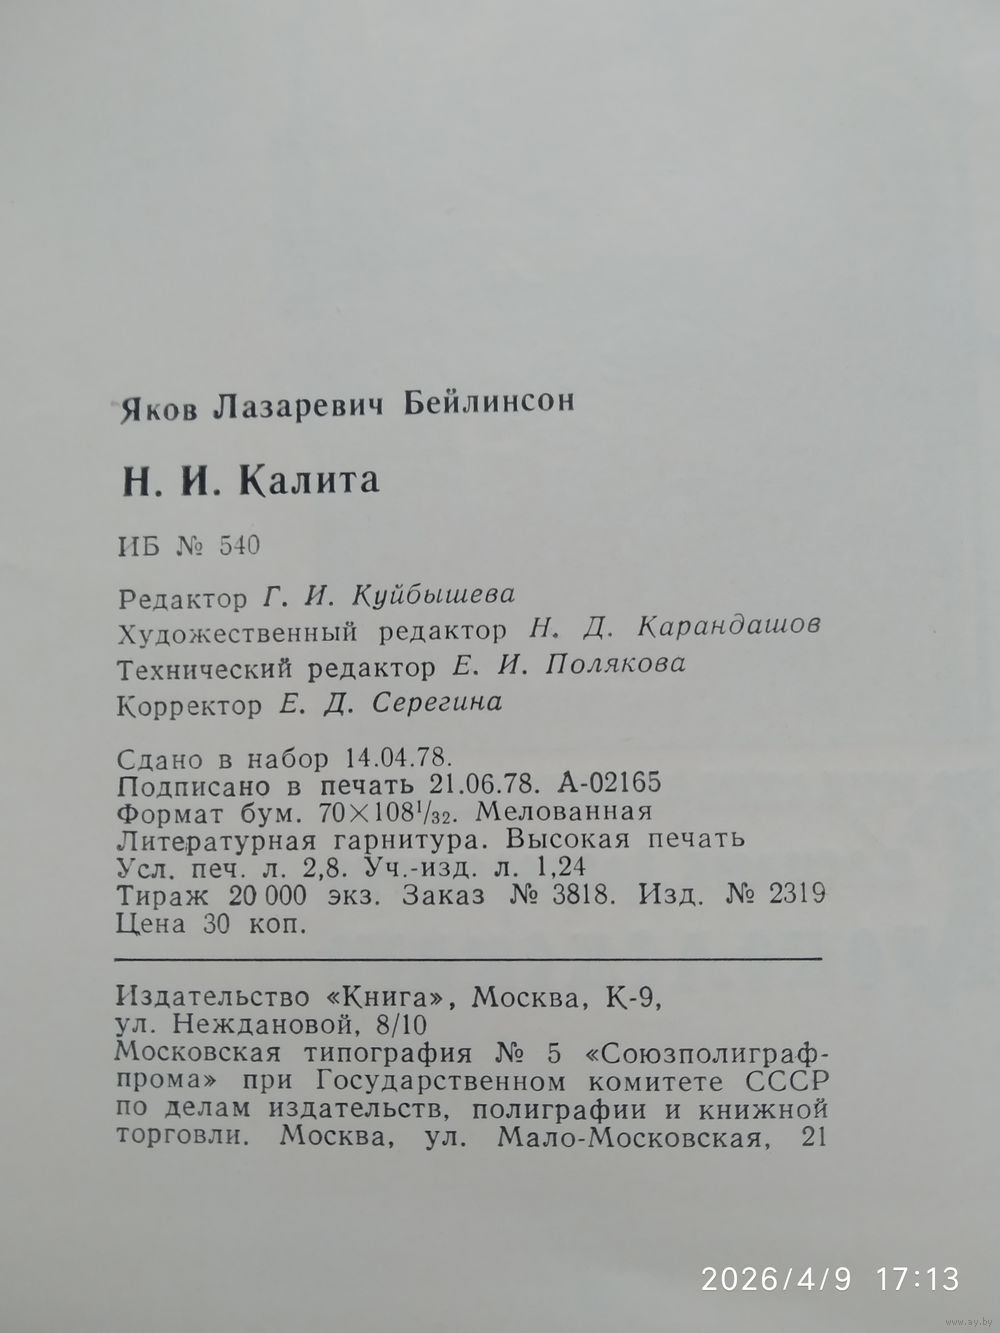 Яков Лазаревич Бейлинсон
Н. И. Калита
ИБ № 540
Редактор Г. И. Куйбышева
Художественный редактор Н. Д. Карандашов
Технический редактор Е. И. Полякова
Корректор Е. Д. Серегина
Сдано в набор 14.04.78.
Подписано в печать 21.06.78. А-02165
Формат бум. 70×108¹/₃₂. Мелованная
Литературная гарнитура. Высокая печать
Усл. печ. л. 2,8. Уч.-изд. л. 1,24
Тираж 20 000 экз. Заказ № 3818. Изд. № 2319
Цена 30 коп.
Издательство «Книга», Москва, К-9,
ул. Неждановой, 8/10
Московская типография № 5 «Союзполиграф-
прома» при Государственном комитете СССР
по делам издательств, полиграфии и книжной
торговли. Москва, ул. Мало-Московская, 21
2026/4/9 17:13
www.ay.by